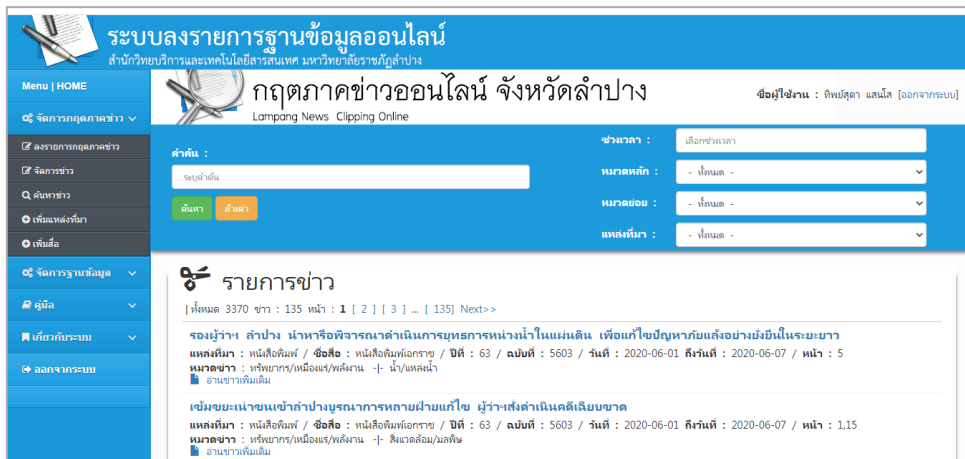 ระบบลงรายการฐานข้อมูลออนไลน์
สำนักวิทยบริการและเทคโนโลยีสารสนเทศ มหาวิทยาลัยราชภัฏลำปาง
Menu | HOME
จัดการกฤตภาคข่าว
ลงรายการกฤตภาคข่าว
จัดการข่าว
ค้นหาข่าว
เพิ่มแหล่งที่มา
เพิ่มสื่อ
จัดการฐานข้อมูล
คู่มือ
เกี่ยวกับระบบ
ออกจากระบบ
กฤตภาคข่าวออนไลน์ จังหวัดลำปาง
Lampang News Clipping Online
ชื่อผู้ใช้งาน : ทิพย์สุดา แสนใส [ออกจากระบบ]
คำค้น :
ระบุคำค้น
ค้นหา ล้างค่า
ช่วงเวลา : เลือกช่วงเวลา
หมวดหลัก : - ทั้งหมด -
หมวดย่อย : - ทั้งหมด -
แหล่งที่มา : - ทั้งหมด -
รายการข่าว
|ทั้งหมด 3370 ข่าว : 135 หน้า : 1 [ 2 ] [ 3 ] ... [ 135] Next>>
รองผู้ว่าฯ ลำปาง นำหารือพิจารณาดำเนินการยุทธการหน่วงน้ำในแผ่นดิน เพื่อแก้ไขปัญหาภัยแล้งอย่างยั่งยืนในระยะยาว
แหล่งที่มา : หนังสือพิมพ์ / ชื่อสื่อ : หนังสือพิมพ์เอกราช / ปีที่ : 63 / ฉบับที่ : 5603 / วันที่ : 2020-06-01 ถึงวันที่ : 2020-06-07 / หน้า : 5
หมวดข่าว : ทรัพยากร/เหมืองแร่/พลังงาน -|- น้ำ/แหล่งน้ำ
อ่านข่าวเพิ่มเติม
เข้มขยะเน่าขนเข้าลำปางบูรณาการหลายฝ่ายแก้ไข ผู้ว่าฯสั่งดำเนินคดีเฉียบขาด
แหล่งที่มา : หนังสือพิมพ์ / ชื่อสื่อ : หนังสือพิมพ์เอกราช / ปีที่ : 63 / ฉบับที่ : 5603 / วันที่ : 2020-06-01 ถึงวันที่ : 2020-06-07 / หน้า : 1,15
หมวดข่าว : ทรัพยากร/เหมืองแร่/พลังงาน -|- สิ่งแวดล้อม/มลพิษ
อ่านข่าวเพิ่มเติม